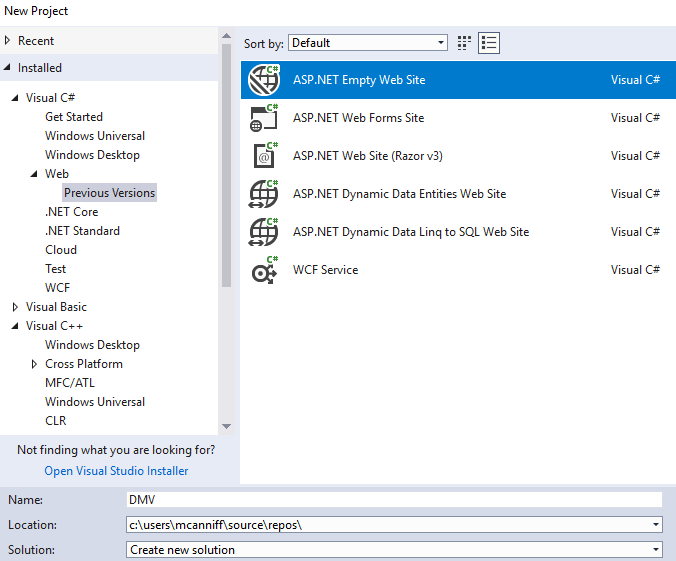 New Project
Recent
Installed
Visual C#
Get Started
Windows Universal
Windows Desktop
Web
Previous Versions
.NET Core
.NET Standard
Cloud
Test
WCF
Visual Basic
Visual C++
Windows Desktop
Cross Platform
MFC/ATL
Windows Universal
CLR
Not finding what you are looking for?
Open Visual Studio Installer
Sort by: Default
C# ASP.NET Empty Web Site Visual C#
C# ASP.NET Web Forms Site Visual C#
C# @ ASP.NET Web Site (Razor v3) Visual C#
C# ASP.NET Dynamic Data Entities Web Site Visual C#
C# ASP.NET Dynamic Data Linq to SQL Web Site Visual C#
C# WCF Service Visual C#
Name: DMV
Location: c:\users\mcanniff\source\repos\
Solution: Create new solution